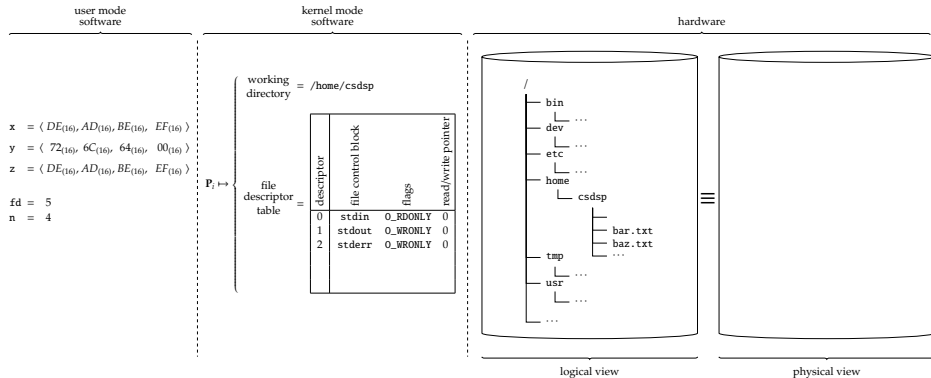 user mode
software
kernel mode
software
hardware
x = ⟨ DE(16), AD(16), BE(16), EF(16) ⟩
y = ⟨ 72(16), 6C(16), 64(16), 00(16) ⟩
z = ⟨ DE(16), AD(16), BE(16), EF(16) ⟩
fd = 5
n = 4
Pi ↦
working
directory = /home/csdsp
file
descriptor
table =
descriptor file control block flags read/write pointer
0 stdin O_RDONLY 0
1 stdout O_WRONLY 0
2 stderr O_WRONLY 0
/
bin
...
dev
...
etc
...
home
csdsp
bar.txt
baz.txt
...
tmp
...
usr
...
...
≡
logical view
physical view